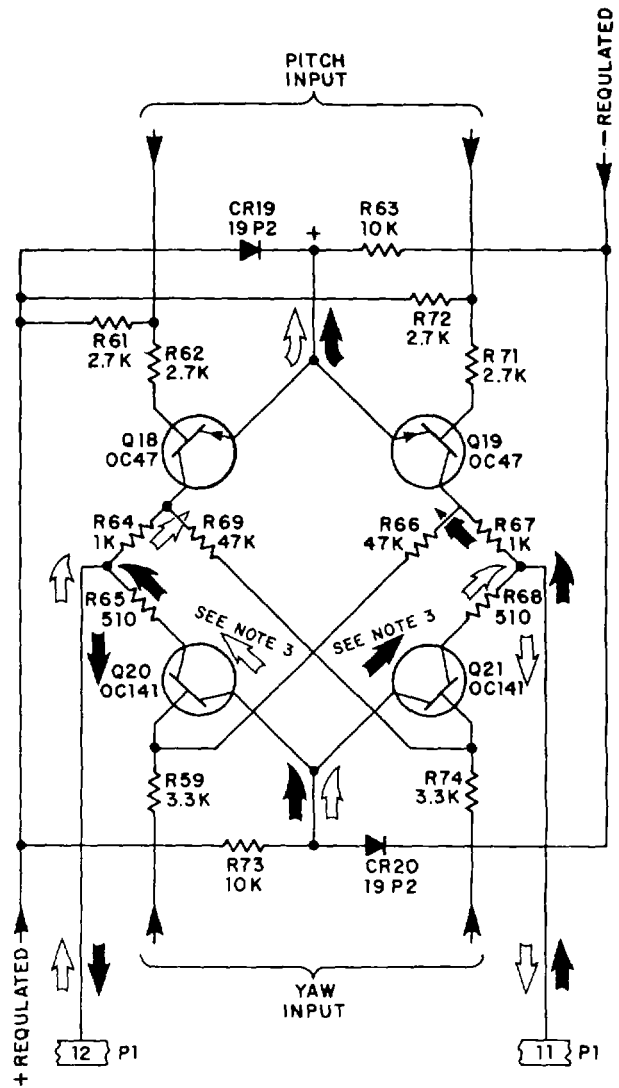 PITCH
INPUT
- REQULATED
CR19
19 P2
+
R63
10 K
R61
2.7K
R62
2.7K
R72
2.7K
R71
2.7K
Q18
OC47
Q19
OC47
R64
1K
R69
47K
R66
47K
R67
1K
R65
510
SEE NOTE 3
SEE NOTE 3
R68
510
Q20
OC141
Q21
OC141
R59
3.3K
R74
3.3K
R73
10K
CR20
19 P2
+ REQULATED
YAW
INPUT
12 P1
11 P1